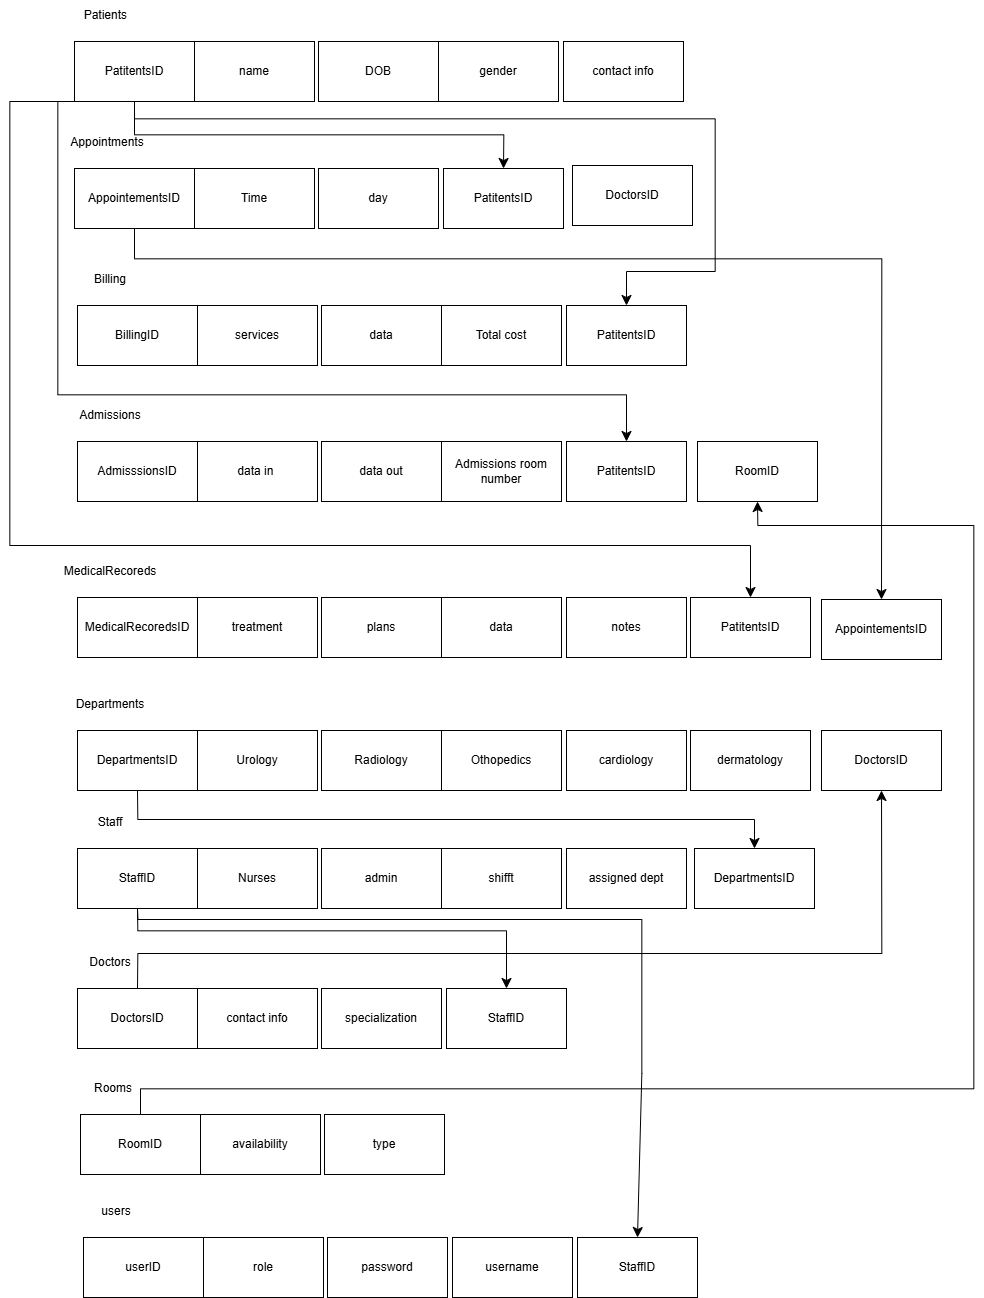 Patients
PatitentsID
name
DOB
gender
contact info
Appointments
AppointementsID
Time
day
PatitentsID
DoctorsID
Billing
BillingID
services
data
Total cost
PatitentsID
Admissions
AdmisssionsID
data in
data out
Admissions room
number
PatitentsID
RoomID
MedicalRecoreds
MedicalRecoredsID
treatment
plans
data
notes
PatitentsID
AppointementsID
Departments
DepartmentsID
Urology
Radiology
Othopedics
cardiology
dermatology
DoctorsID
Staff
StaffID
Nurses
admin
shifft
assigned dept
DepartmentsID
Doctors
DoctorsID
contact info
specialization
StaffID
Rooms
RoomID
availability
type
users
userID
role
password
username
StaffID